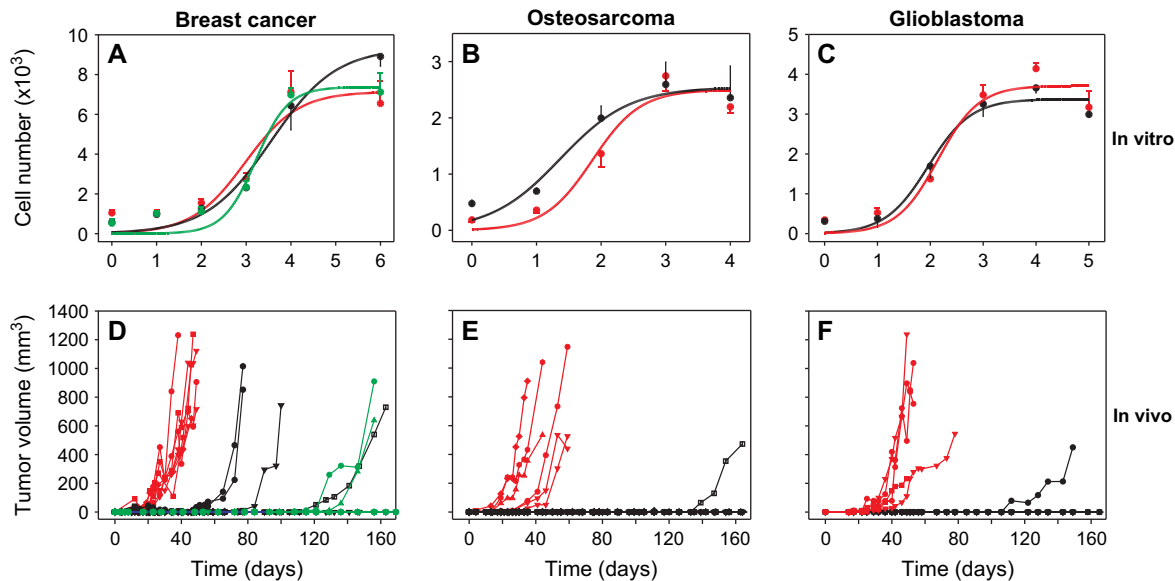 Breast cancer Osteosarcoma Glioblastoma
A B C
Cell number (x10³)
10
8
6
4
2
0
0 1 2 3 4 5 6
3
2
1
0
0 1 2 3 4
5
4
3
2
1
0
0 1 2 3 4 5
In vitro
D E F
Tumor volume (mm³)
1400
1200
1000
800
600
400
200
0
0 40 80 120 160
0 40 80 120 160
0 40 80 120 160
In vivo
Time (days) Time (days) Time (days)